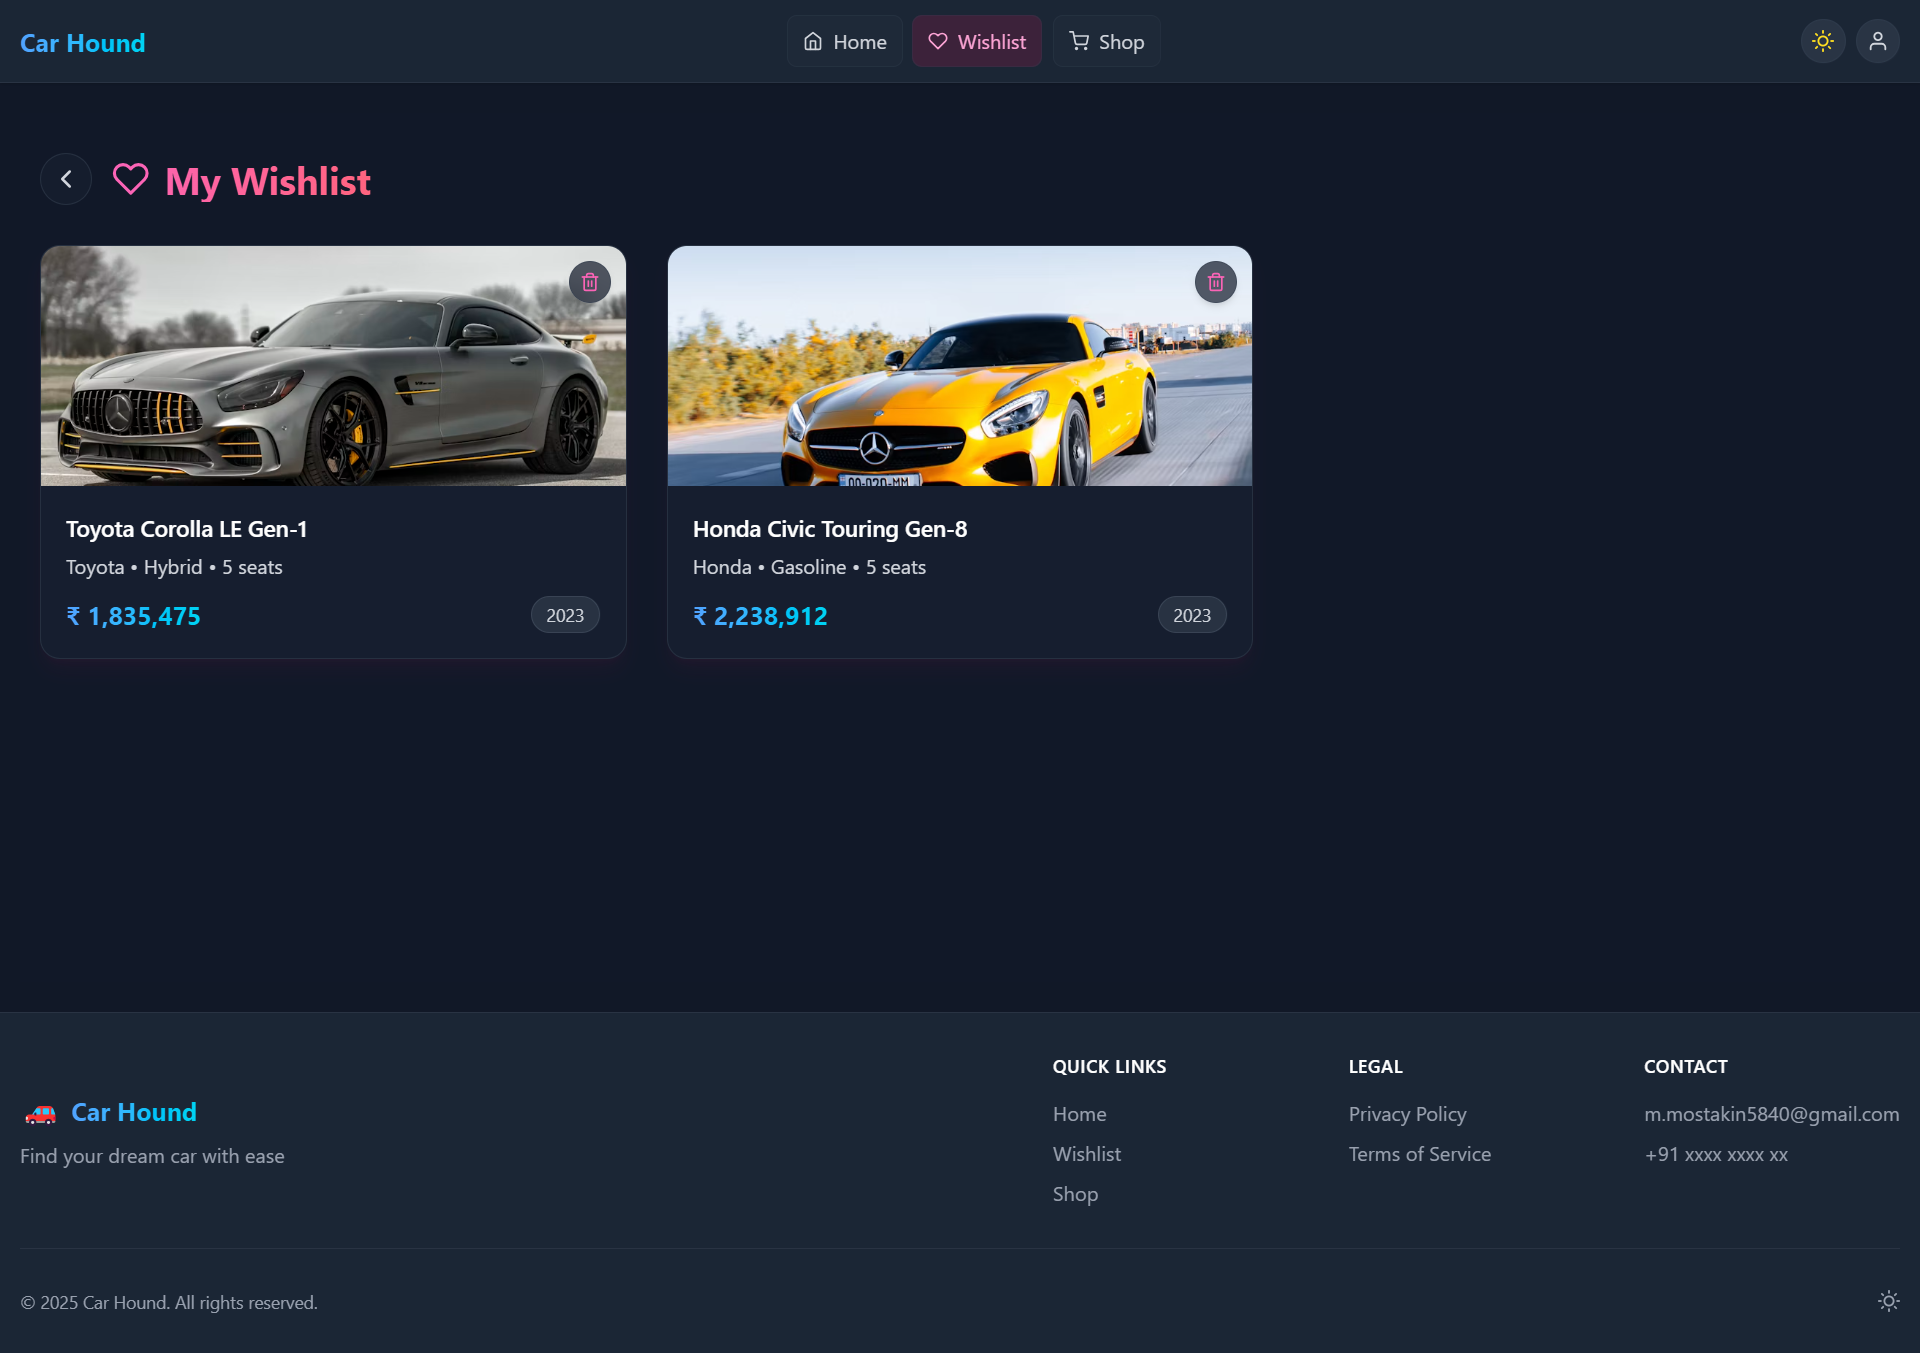 Car Hound
Home
Wishlist
Shop
My Wishlist
Toyota Corolla LE Gen-1
Toyota • Hybrid • 5 seats
₹ 1,835,475
2023
OO-020-MM
Honda Civic Touring Gen-8
Honda • Gasoline • 5 seats
₹ 2,238,912
2023
Car Hound
Find your dream car with ease
QUICK LINKS
Home
Wishlist
Shop
LEGAL
Privacy Policy
Terms of Service
CONTACT
m.mostakin5840@gmail.com
+91 xxxx xxxx xx
© 2025 Car Hound. All rights reserved.